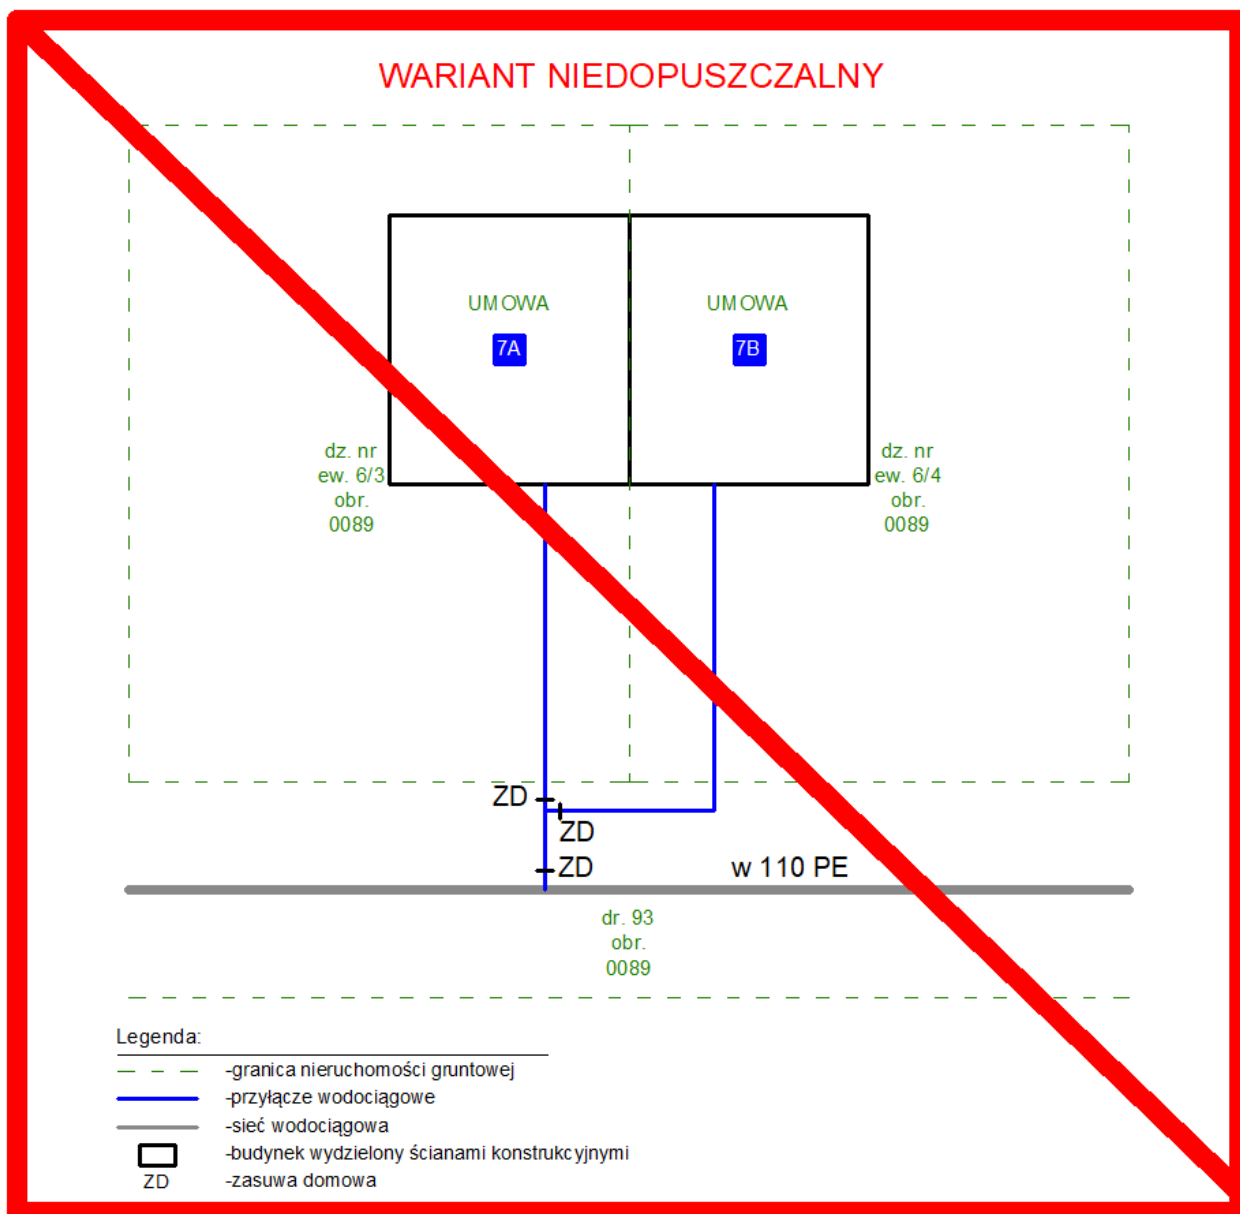 WARIANT NIEDOPUSZCZALNY
UMOWA
UMOWA
7A
7B
dz. nr
ew. 6/3
obr.
0089
dz. nr
ew. 6/4
obr.
0089
ZD
ZD
ZD
w 110 PE
dr. 93
obr.
0089
Legenda:
-granica nieruchomości gruntowej
-przyłącze wodociągowe
-sieć wodociągowa
-budynek wydzielony ścianami konstrukcyjnymi
ZD -zasuwa domowa